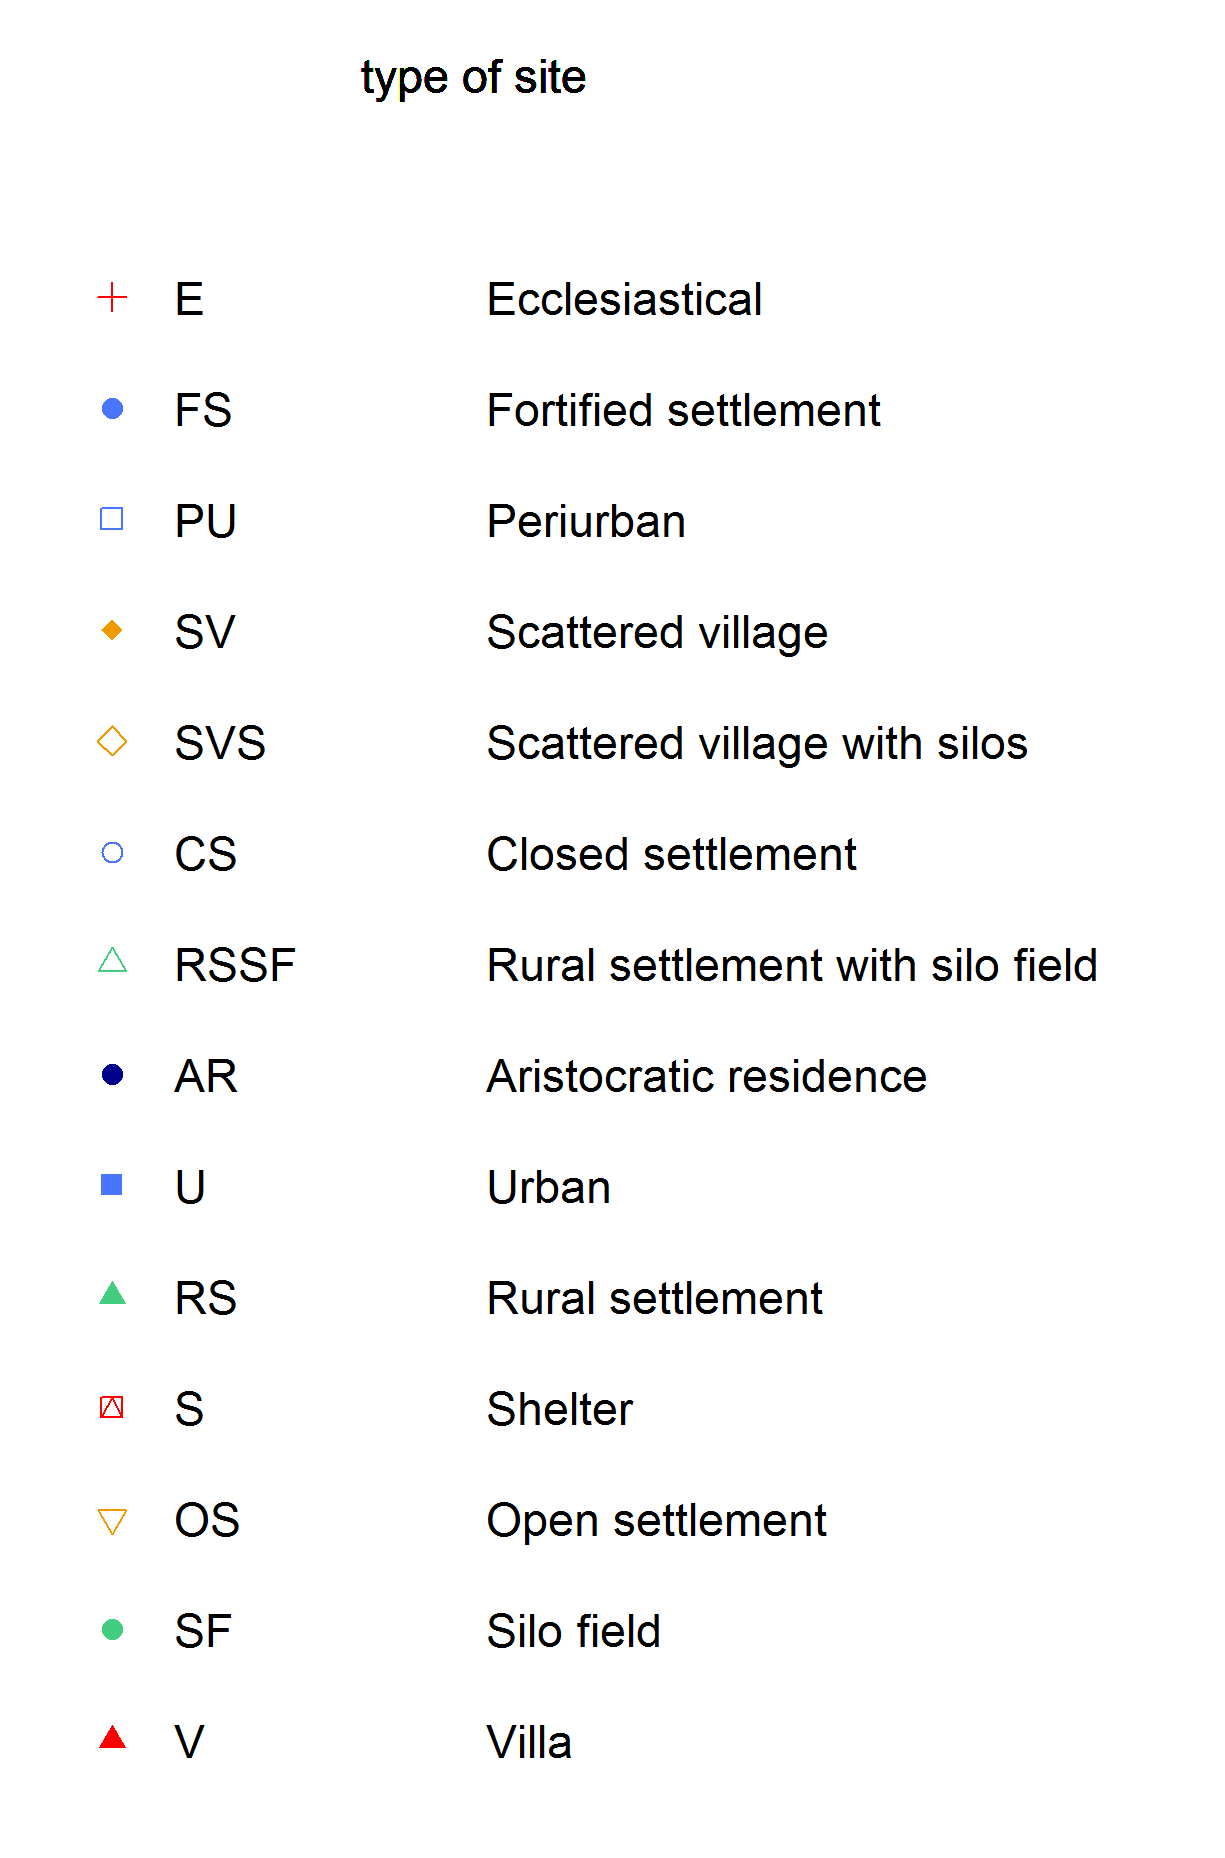 type of site
E Ecclesiastical
FS Fortified settlement
PU Periurban
SV Scattered village
SVS Scattered village with silos
CS Closed settlement
RSSF Rural settlement with silo field
AR Aristocratic residence
U Urban
RS Rural settlement
S Shelter
OS Open settlement
SF Silo field
V Villa